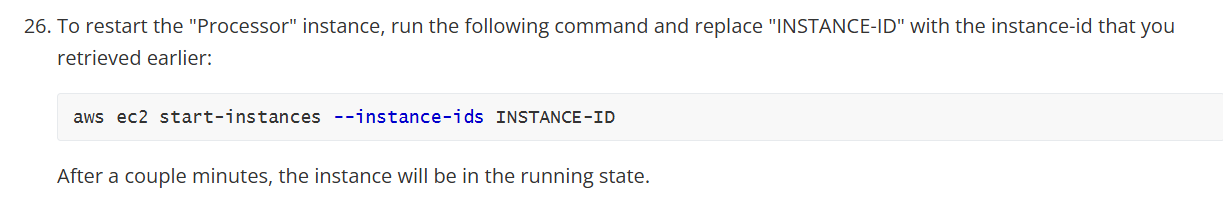 26. To restart the "Processor" instance, run the following command and replace "INSTANCE-ID" with the instance-id that you
retrieved earlier:
aws ec2 start-instances --instance-ids INSTANCE-ID
After a couple minutes, the instance will be in the running state.